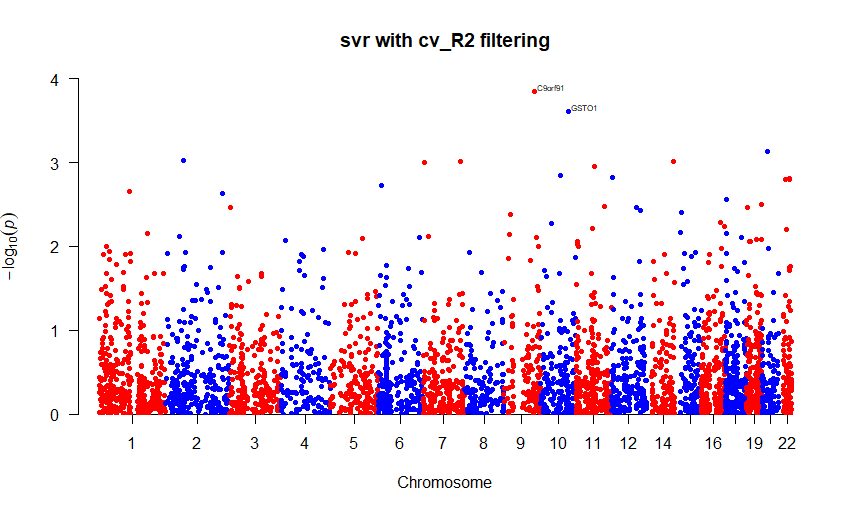 svr with cv_R2 filtering
4
C9orf91
GSTO1
3
2
1
0
−log10(p)
1 2 3 4 5 6 7 8 9 10 11 12 14 16 19 22
Chromosome